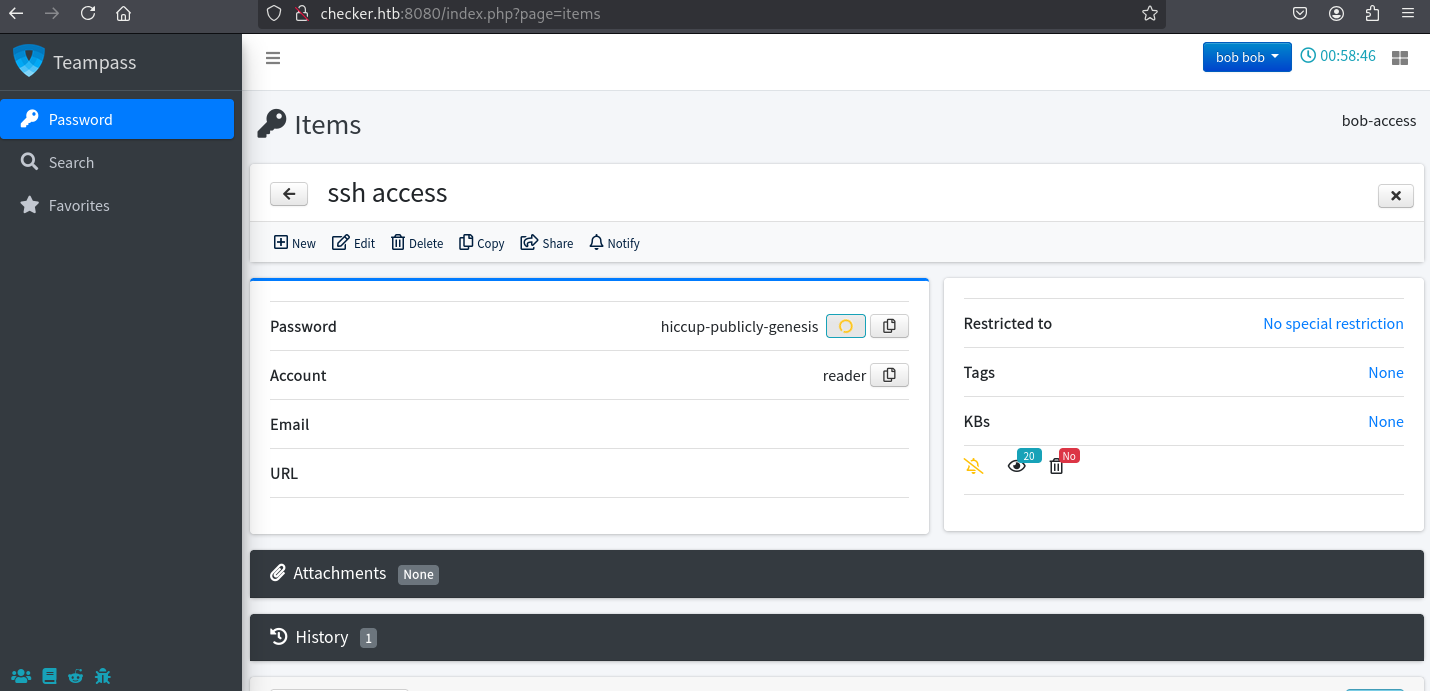 checker.htb:8080/index.php?page=items
Teampass
bob bob
00:58:46
Password
Search
Favorites
Items
bob-access
ssh access
New Edit Delete Copy Share Notify
Password hiccup-publicly-genesis
Account reader
Email
URL
Restricted to No special restriction
Tags None
KBs None
20 No
Attachments None
History 1